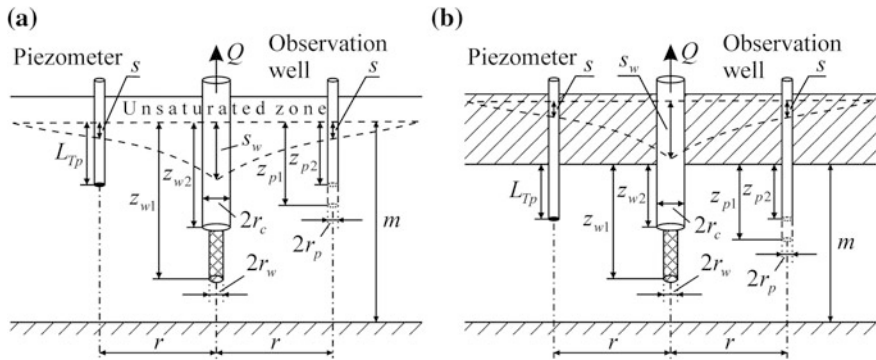 (a)
Piezometer
Q
Observation well
s
s
Unsaturated zone
s_w
L_Tp
z_w1
z_w2
z_p1
z_p2
2r_c
2r_p
2r_w
m
r
r
(b)
Piezometer
s_w
Q
Observation well
s
s
L_Tp
z_w1
z_w2
z_p1
z_p2
2r_c
2r_w
2r_p
m
r
r